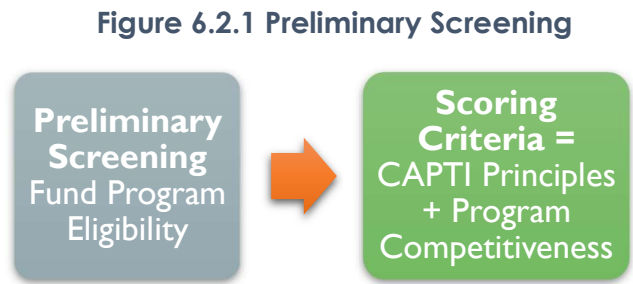 Figure 6.2.1 Preliminary Screening
Preliminary
Screening
Fund Program
Eligibility
Scoring
Criteria =
CAPTI Principles
+ Program
Competitiveness